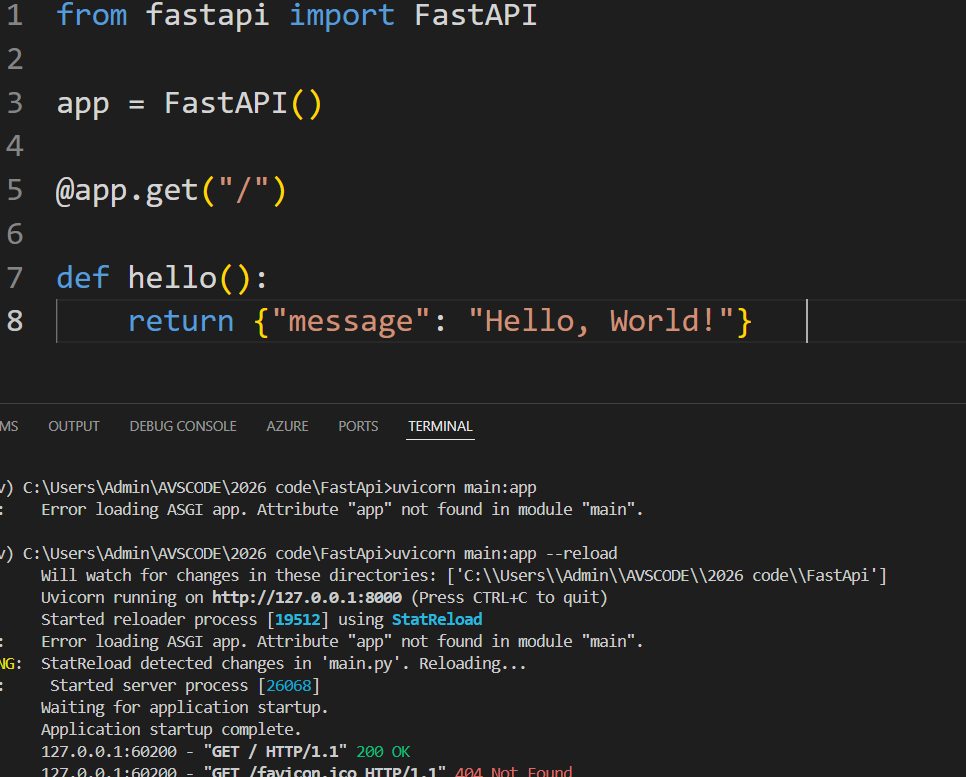 1 from fastapi import FastAPI
2
3 app = FastAPI()
4
5 @app.get("/")
6
7 def hello():
8     return {"message": "Hello, World!"}
MS OUTPUT DEBUG CONSOLE AZURE PORTS TERMINAL
v) C:\Users\Admin\AVSCODE\2026 code\FastApi>uvicorn main:app
:    Error loading ASGI app. Attribute "app" not found in module "main".
v) C:\Users\Admin\AVSCODE\2026 code\FastApi>uvicorn main:app --reload
Will watch for changes in these directories: ['C:\\Users\\Admin\\AVSCODE\\2026 code\\FastApi']
Uvicorn running on http://127.0.0.1:8000 (Press CTRL+C to quit)
Started reloader process [19512] using StatReload
:    Error loading ASGI app. Attribute "app" not found in module "main".
NG:  StatReload detected changes in 'main.py'. Reloading...
:     Started server process [26068]
Waiting for application startup.
Application startup complete.
127.0.0.1:60200 - "GET / HTTP/1.1" 200 OK
127.0.0.1:60200 - "GET /favicon.ico HTTP/1.1" 404 Not Found